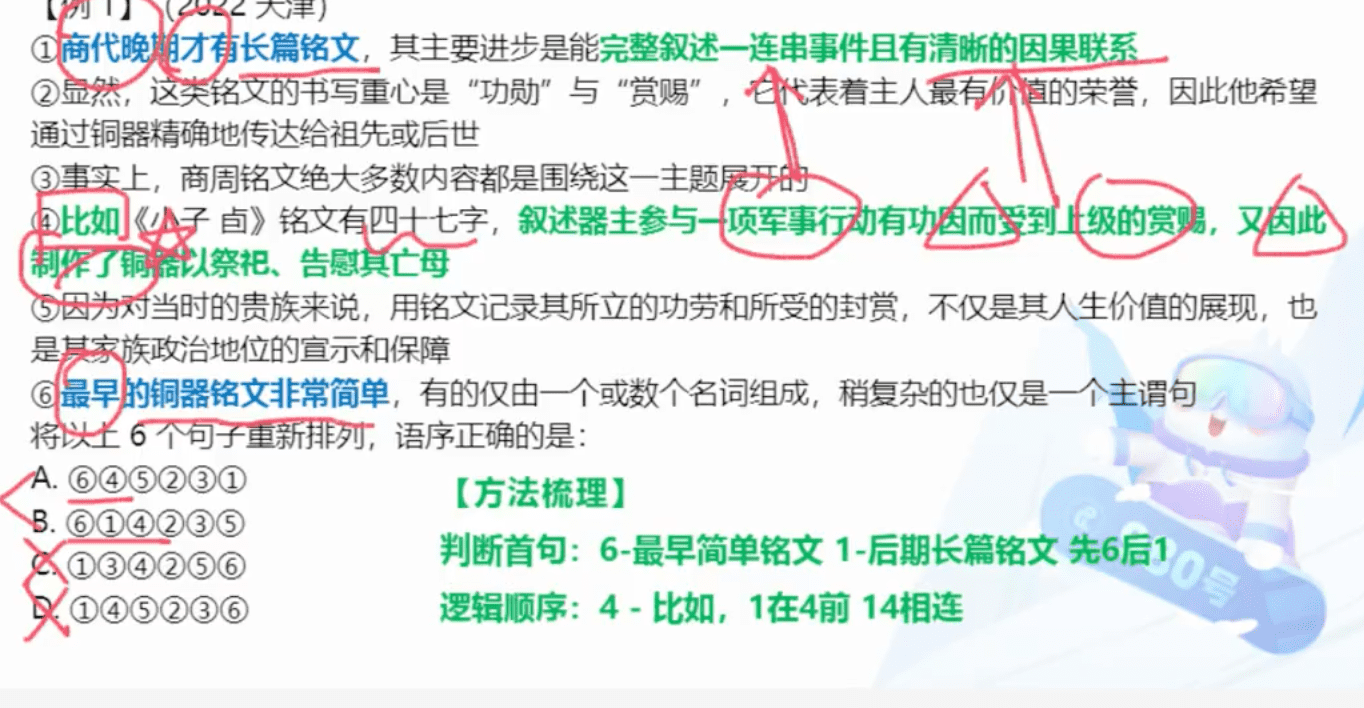 【例1】（2022 天津）
①商代晚期才有长篇铭文，其主要进步是能完整叙述一连串事件且有清晰的因果联系
②显然，这类铭文的书写重心是“功勋”与“赏赐”，它代表着主人最有价值的荣誉，因此他希望
通过铜器精确地传达给祖先或后世
③事实上，商周铭文绝大多数内容都是围绕这一主题展开的
④比如《小子 卣》铭文有四十七字，叙述器主参与一项军事行动有功因而受到上级的赏赐，又因此
制作了铜器以祭祀、告慰其亡母
⑤因为对当时的贵族来说，用铭文记录其所立的功劳和所受的封赏，不仅是其人生价值的展现，也
是其家族政治地位的宣示和保障
⑥最早的铜器铭文非常简单，有的仅由一个或数个名词组成，稍复杂的也仅是一个主谓句
将以上 6 个句子重新排列，语序正确的是：
A. ⑥④⑤②③①
B. ⑥①④②③⑤
C. ①③④②⑤⑥
D. ①④⑤②③⑥
【方法梳理】
判断首句：6-最早简单铭文 1-后期长篇铭文 先6后1
逻辑顺序：4 - 比如，1在4前 14相连